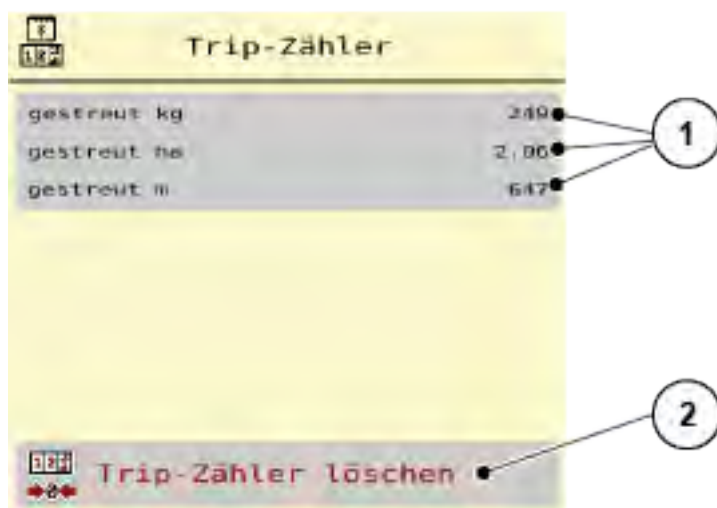 Trip-Zähler
gestreut kg 249
gestreut ha 2.06
gestreut m 647
1
Trip-Zähler löschen
2